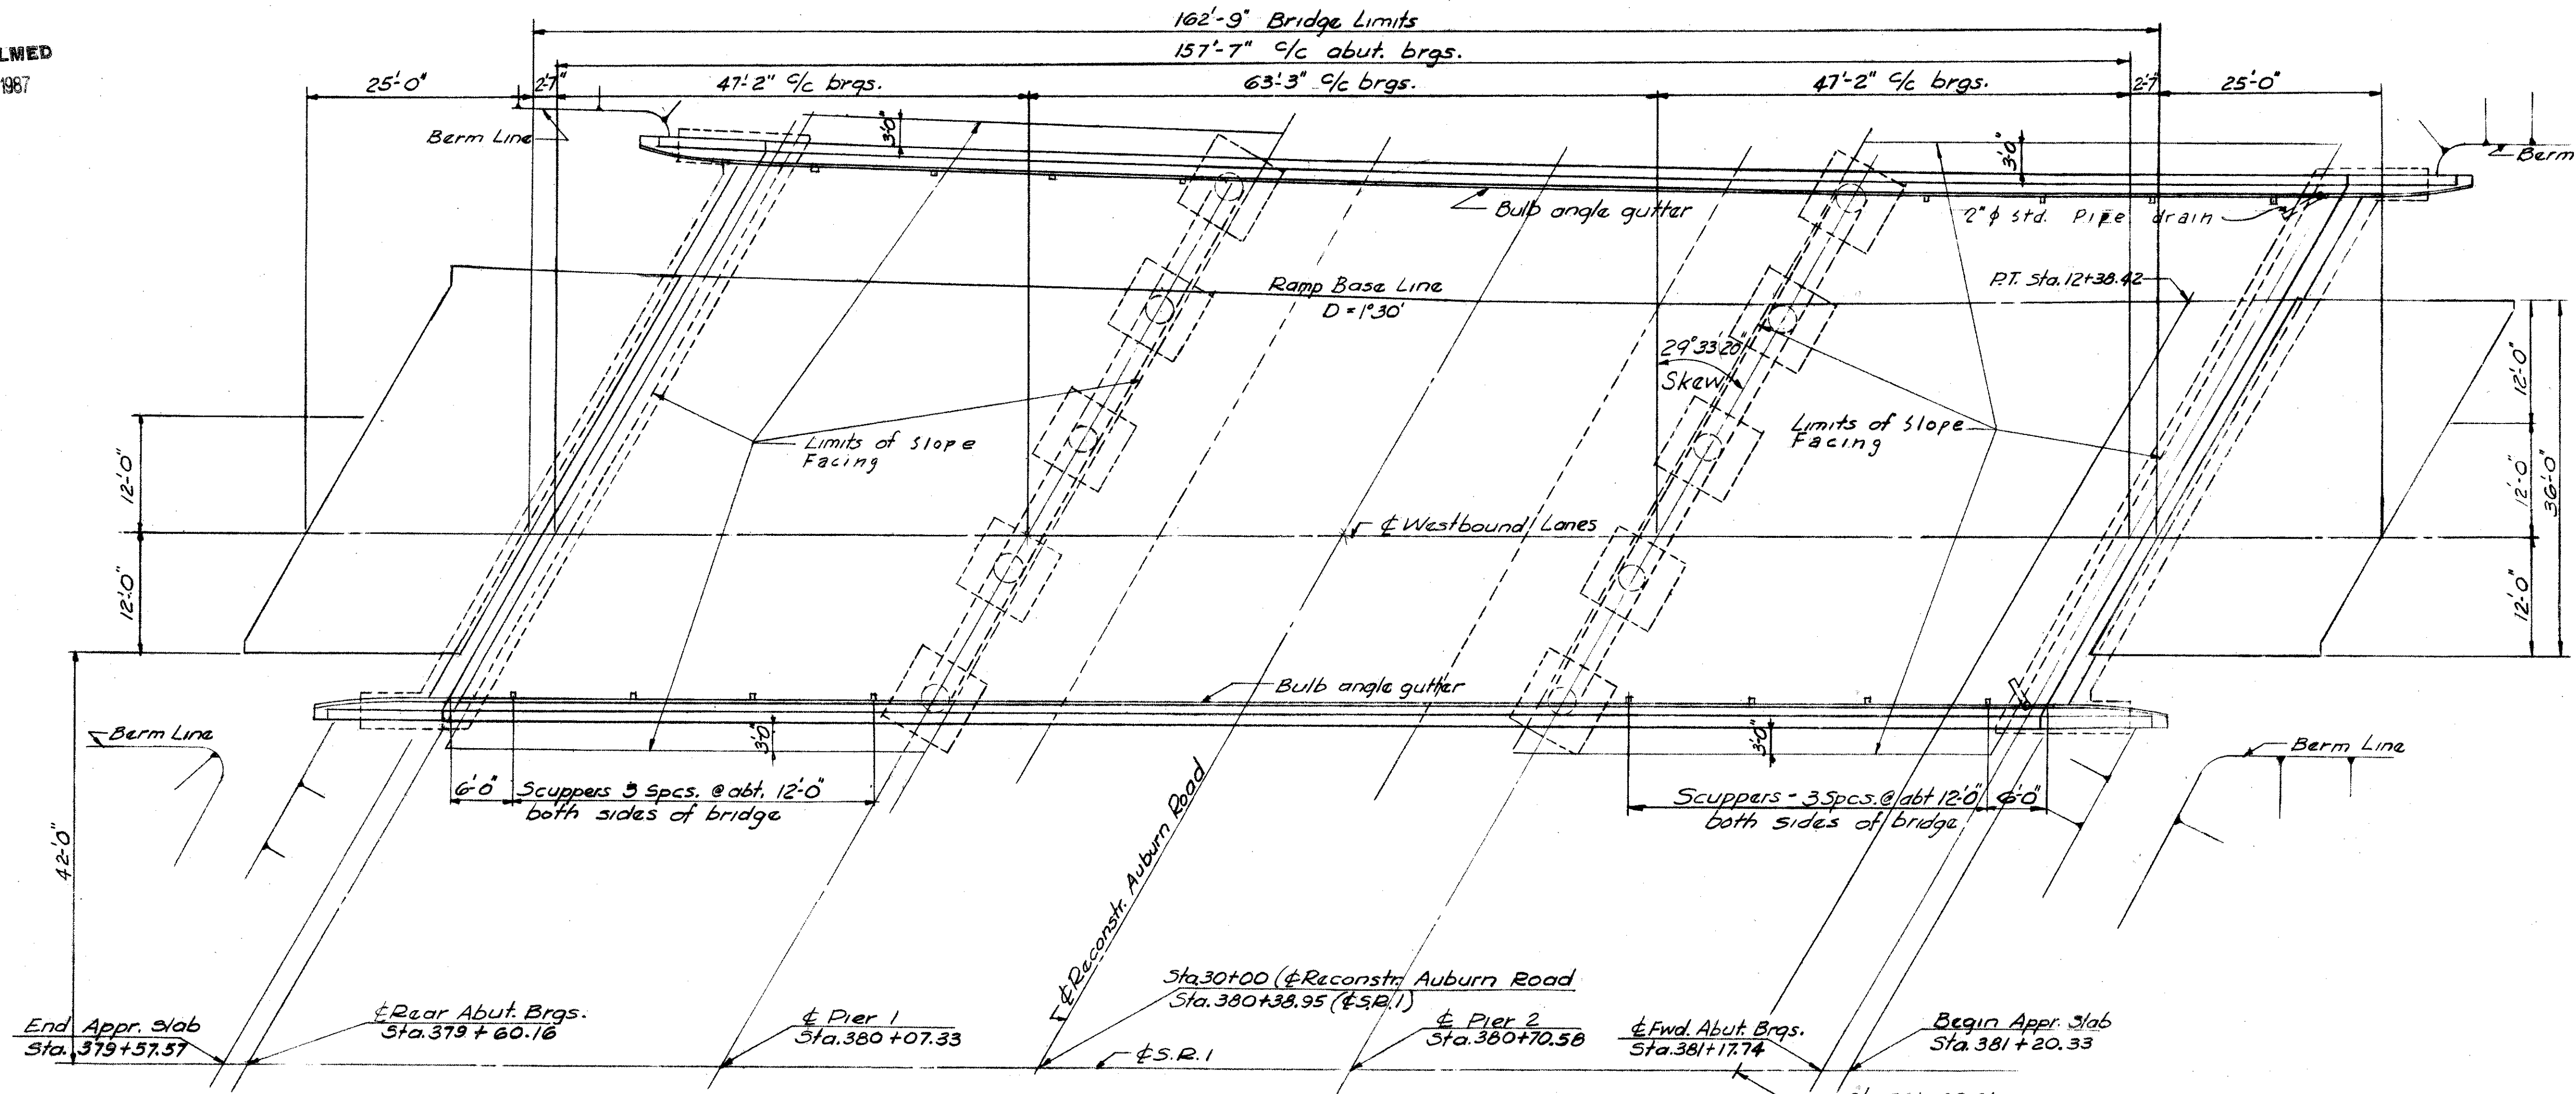 LMED
1987
162'-9" Bridge Limits
157'-7" c/c abut. brgs.
25'-0"
2'-7"
47'-2" c/c brgs.
63'-3" c/c brgs.
47'-2" c/c brgs.
2'-7"
25'-0"
Berm Line
3'-0"
3'-0"
Berm
Bulb angle gutter
2"ϕ std. Pipe drain
Ramp Base Line
D = 1°30'
P.T. Sta. 12+38.42
29°33'20"
Skew
12'-0"
12'-0"
12'-0"
36'-0"
Limits of Slope
Facing
Limits of Slope
Facing
12'-0"
12'-0"
℄ Westbound Lanes
Bulb angle gutter
Berm Line
3'-0"
3'-0"
Berm Line
6'-0"
Scuppers 3 Spcs. @ abt. 12'-0"
both sides of bridge
Scuppers - 3 Spcs. @ abt 12'-0"
6'-0"
both sides of bridge
42'-0"
℄ Reconstr. Auburn Road
Sta. 30+00 (℄ Reconstr. Auburn Road
Sta. 380+38.95 (℄ S.R. 1)
End Appr. Slab
Sta. 379+57.57
℄ Rear Abut. Brgs.
Sta. 379 + 60.16
℄ Pier 1
Sta. 380 + 07.33
℄ S.R. 1
℄ Pier 2
Sta. 380+70.58
℄ Fwd. Abut. Brgs.
Sta. 381+17.74
Begin Appr. Slab
Sta. 381 + 20.33